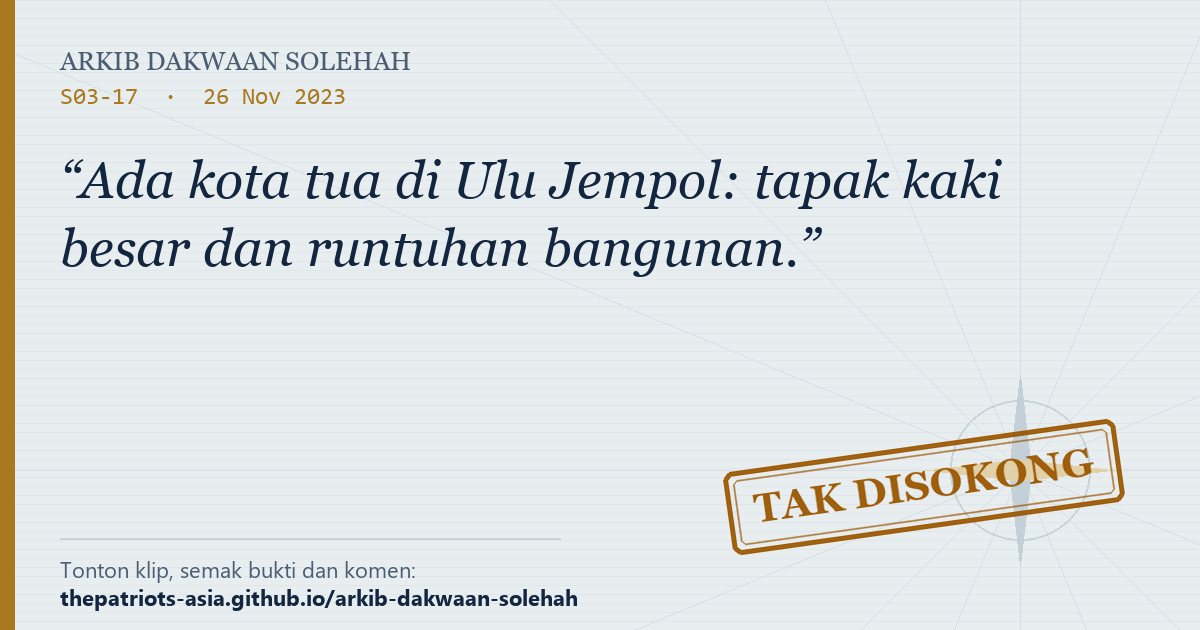 ARKIB DAKWAAN SOLEHAH
S03-17 · 26 Nov 2023
“Ada kota tua di Ulu Jempol: tapak kaki
besar dan runtuhan bangunan.”
TAK DISOKONG
Tonton klip, semak bukti dan komen:
thepatriots-asia.github.io/arkib-dakwaan-solehah